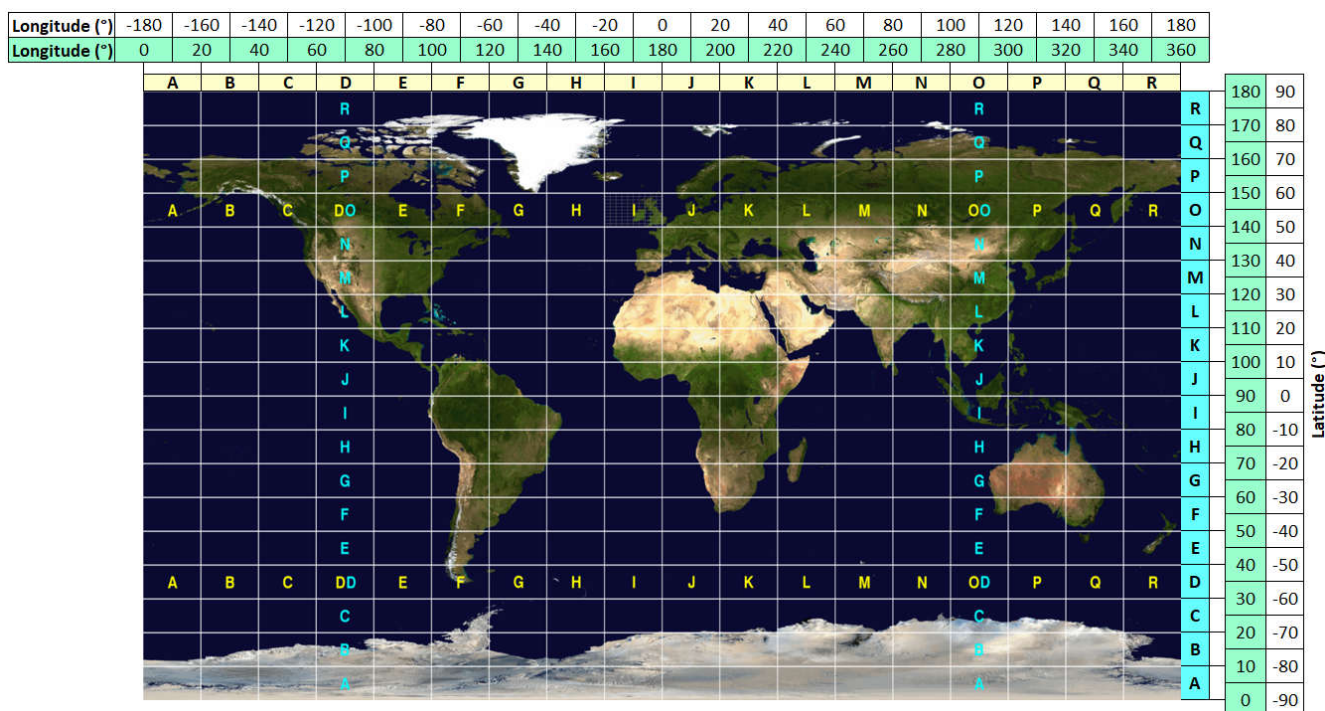 Longitude (°) -180 -160 -140 -120 -100 -80 -60 -40 -20 0 20 40 60 80 100 120 140 160 180
Longitude (°) 0 20 40 60 80 100 120 140 160 180 200 220 240 260 280 300 320 340 360
A B C D E F G H I J K L M N O P Q R
180 90
R R R
170 80
Q Q Q
160 70
P P P
150 60
A B C DO E F G H I J K L M N OO P Q R O
140 50
N N N
130 40
M M M
120 30
L L L
110 20
K K K
100 10
J J J
90 0
Latitude (°)
I I I
80 -10
H H H
70 -20
G G G
60 -30
F F F
50 -40
E E E
40 -50
A B C DD E F G H I J K L M N OD P Q R D
30 -60
C C C
20 -70
B B B
10 -80
A A A
0 -90